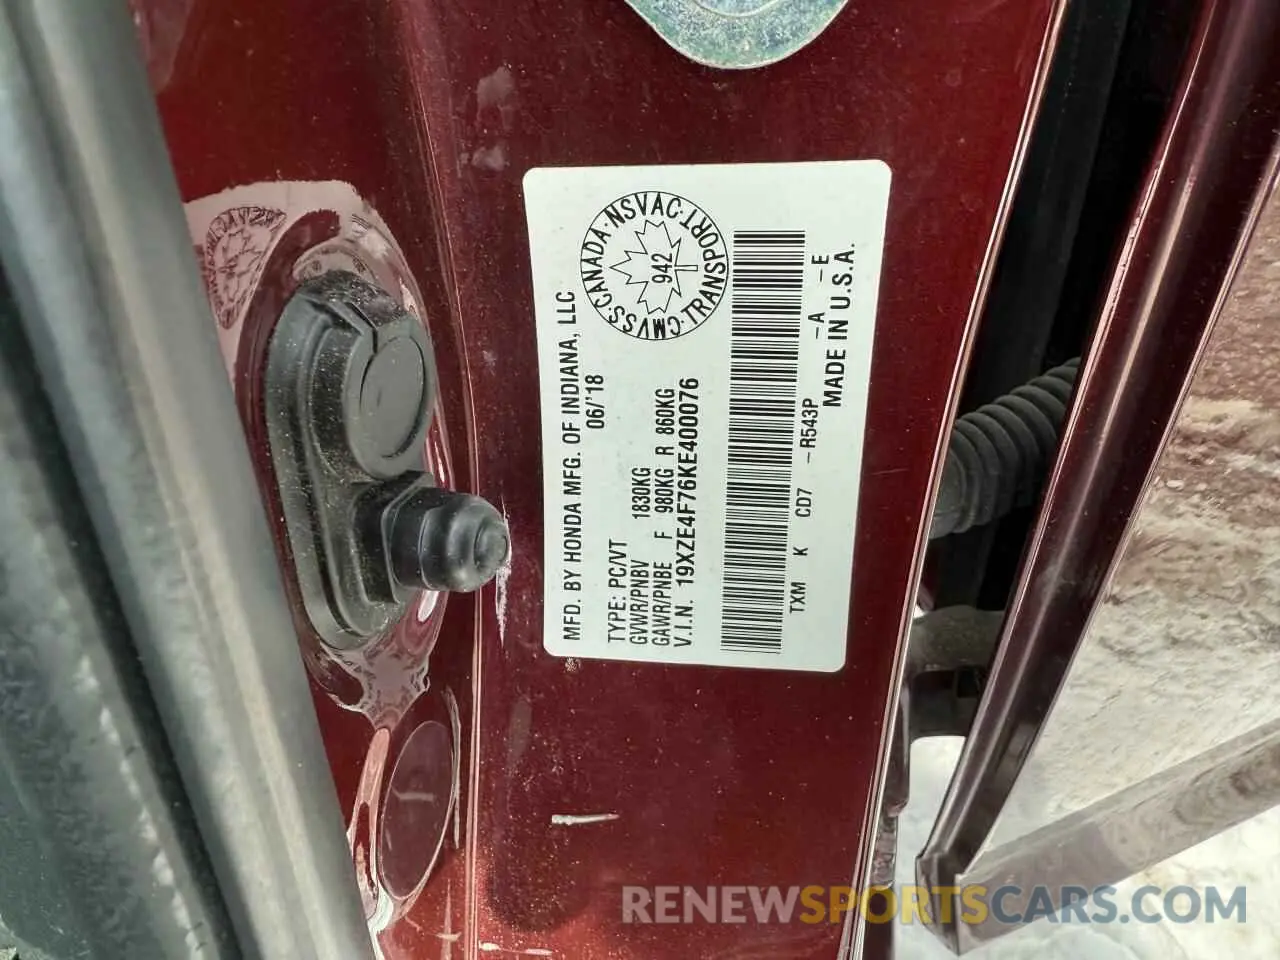 MFD. BY HONDA MFG. OF INDIANA, LLC
06/'18
TYPE: PC/VT
GVWR/PNBV 1830KG
GAWR/PNBE F 980KG R 860KG
V.I.N. 19XZE4F76KE400076
CANADA·NSVAC·TRANSPORT·CMVSS·
942
TXM K CD7 -R543P -A -E
MADE IN U.S.A.
RENEWSPORTSCARS.COM